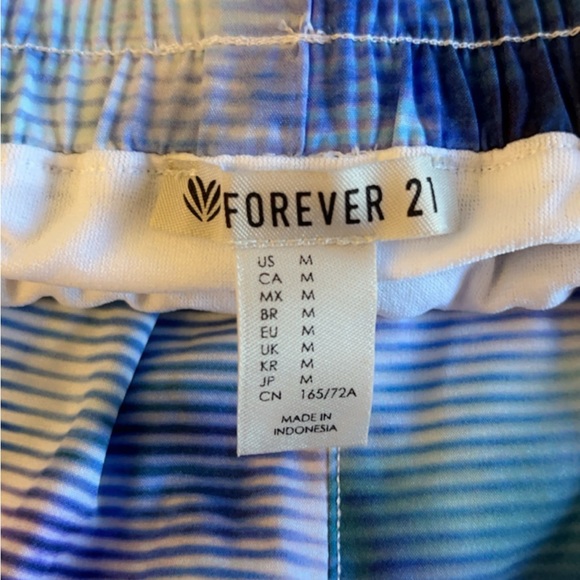 FOREVER 21
US M
CA M
MX M
BR M
EU M
UK M
KR M
JP M
CN 165/72A
MADE IN
INDONESIA